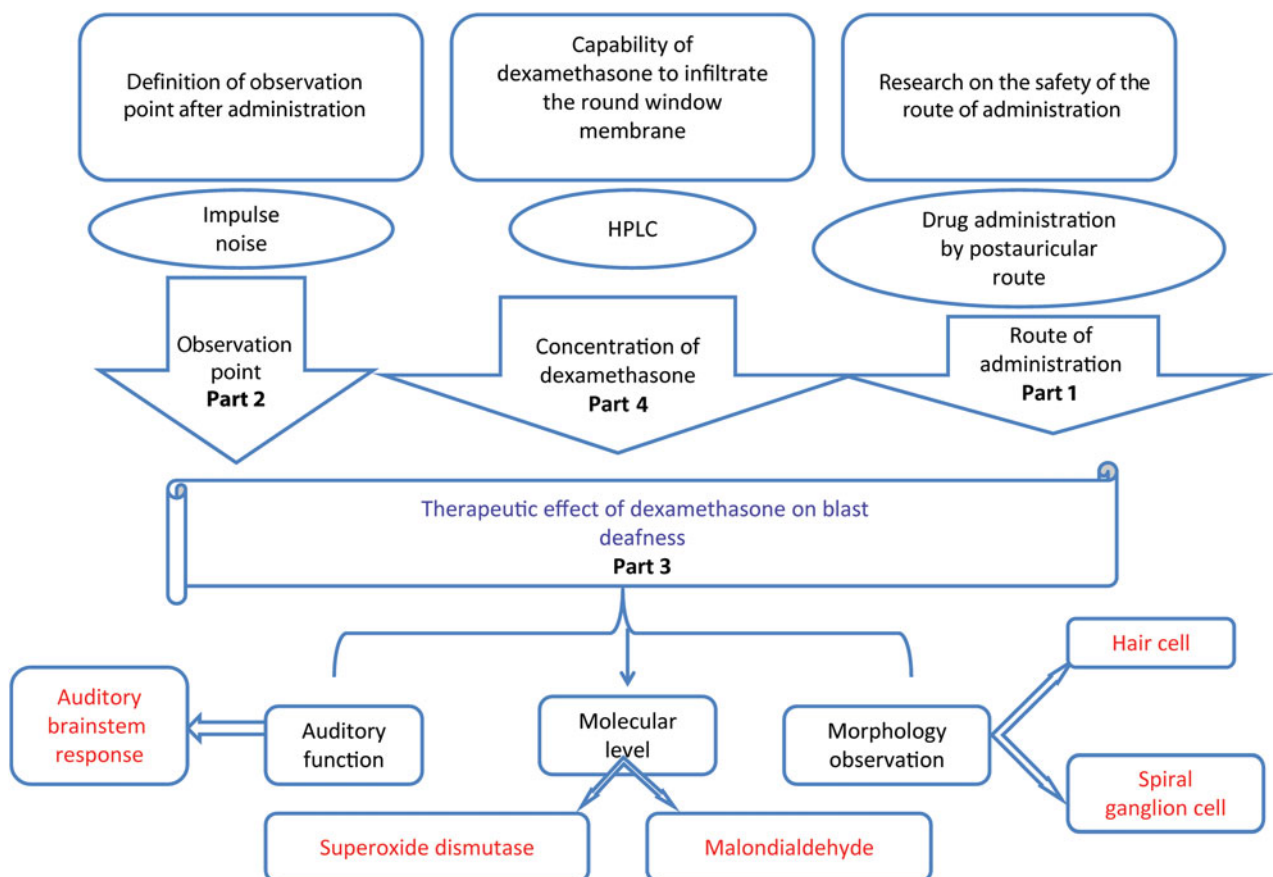 Definition of observation
point after administration
Capability of
dexamethasone to infiltrate
the round window
membrane
Research on the safety of the
route of administration
Impulse
noise
HPLC
Drug administration
by postauricular
route
Observation
point
Part 2
Concentration of
dexamethasone
Part 4
Route of
administration
Part 1
Therapeutic effect of dexamethasone on blast
deafness
Part 3
Auditory
brainstem
response
Auditory
function
Molecular
level
Morphology
observation
Hair cell
Spiral
ganglion cell
Superoxide dismutase
Malondialdehyde